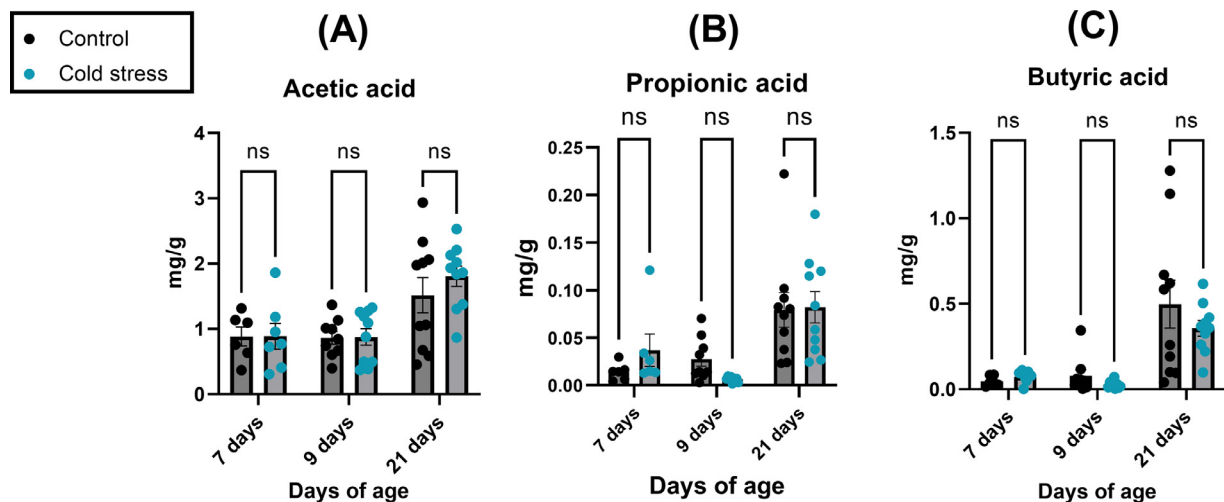 Control
Cold stress
(A)
Acetic acid
ns ns ns
4
3
2
1
0
mg/g
7 days 9 days 21 days
Days of age
(B)
Propionic acid
ns ns ns
0.25
0.20
0.15
0.10
0.05
0.00
mg/g
7 days 9 days 21 days
Days of age
(C)
Butyric acid
ns ns ns
1.5
1.0
0.5
0.0
mg/g
7 days 9 days 21 days
Days of age